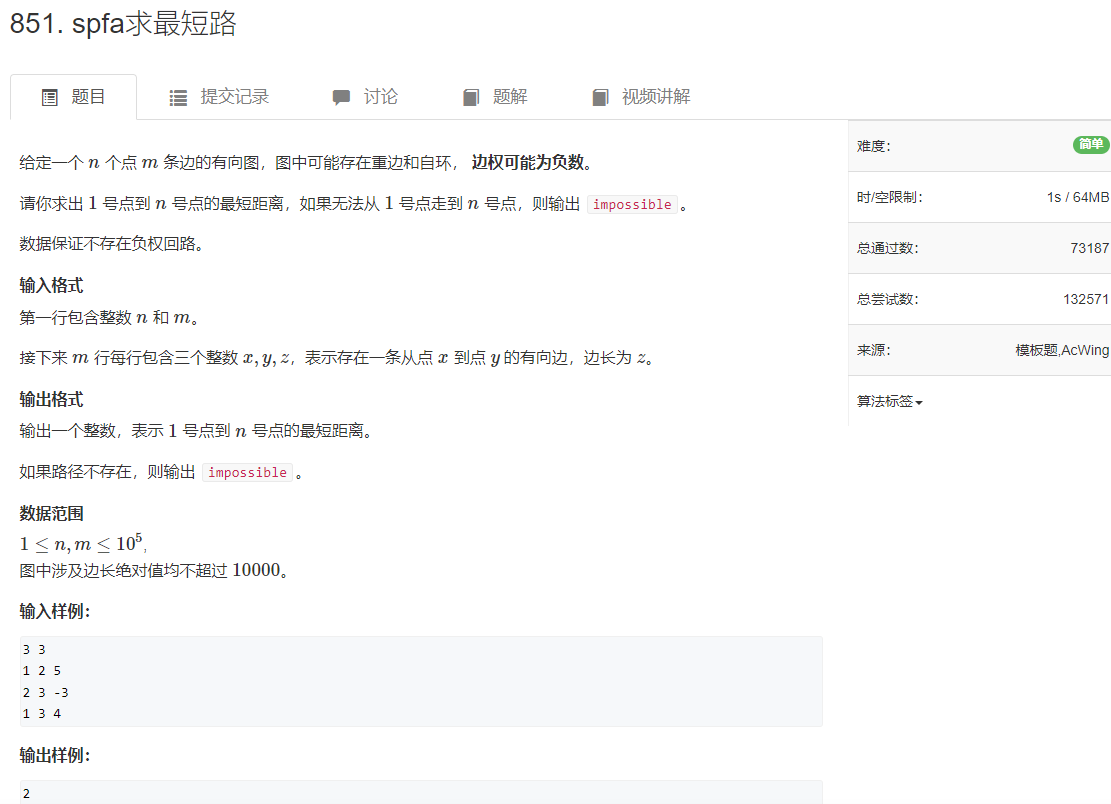 851. spfa求最短路
题目 提交记录 讨论 题解 视频讲解
给定一个 n 个点 m 条边的有向图，图中可能存在重边和自环， 边权可能为负数。
请你求出 1 号点到 n 号点的最短距离，如果无法从 1 号点走到 n 号点，则输出 impossible 。
数据保证不存在负权回路。
输入格式
第一行包含整数 n 和 m。
接下来 m 行每行包含三个整数 x, y, z，表示存在一条从点 x 到点 y 的有向边，边长为 z。
输出格式
输出一个整数，表示 1 号点到 n 号点的最短距离。
如果路径不存在，则输出 impossible 。
数据范围
1 ≤ n, m ≤ 10⁵,
图中涉及边长绝对值均不超过 10000。
输入样例：
3 3
1 2 5
2 3 -3
1 3 4
输出样例：
2
难度： 简单
时/空限制： 1s / 64MB
总通过数： 73187
总尝试数： 132571
来源： 模板题,AcWing
算法标签